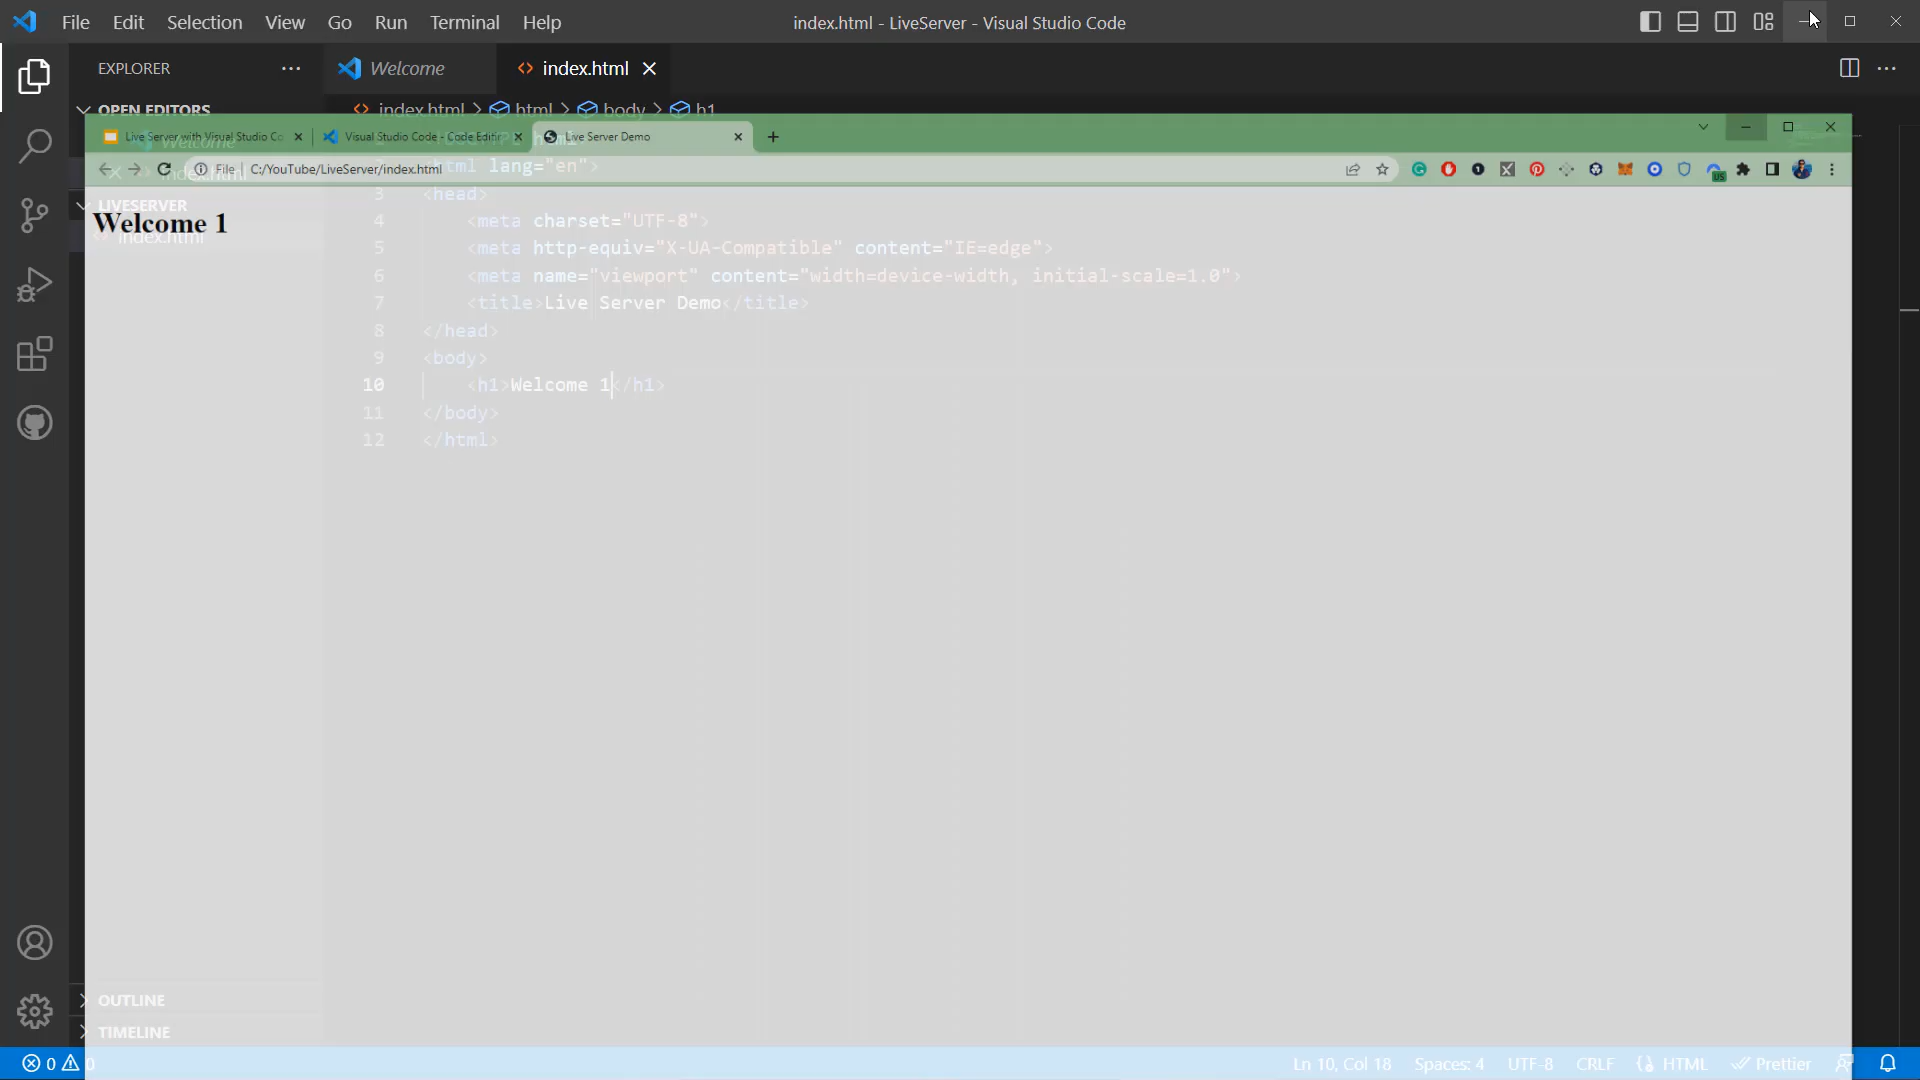 File Edit Selection View Go Run Terminal Help
index.html - LiveServer - Visual Studio Code
EXPLORER
Welcome
index.html
OPEN EDITORS
index.html > html > body > h1
Live Server with Visual Studio Co
Visual Studio Code - Code Editin
Live Server Demo
Welcome
File C:/YouTube/LiveServer/index.html
US
index.html
LIVESERVER
Welcome 1
index.html
html lang="en">
3 <head>
4 <meta charset="UTF-8">
5 <meta http-equiv="X-UA-Compatible" content="IE=edge">
6 <meta name="viewport" content="width=device-width, initial-scale=1.0">
7 <title>Live Server Demo</title>
8 </head>
9 <body>
10 <h1>Welcome 1</h1>
11 </body>
12 </html>
OUTLINE
TIMELINE
0 0
Ln 10, Col 18 Spaces: 4 UTF-8 CRLF HTML Prettier